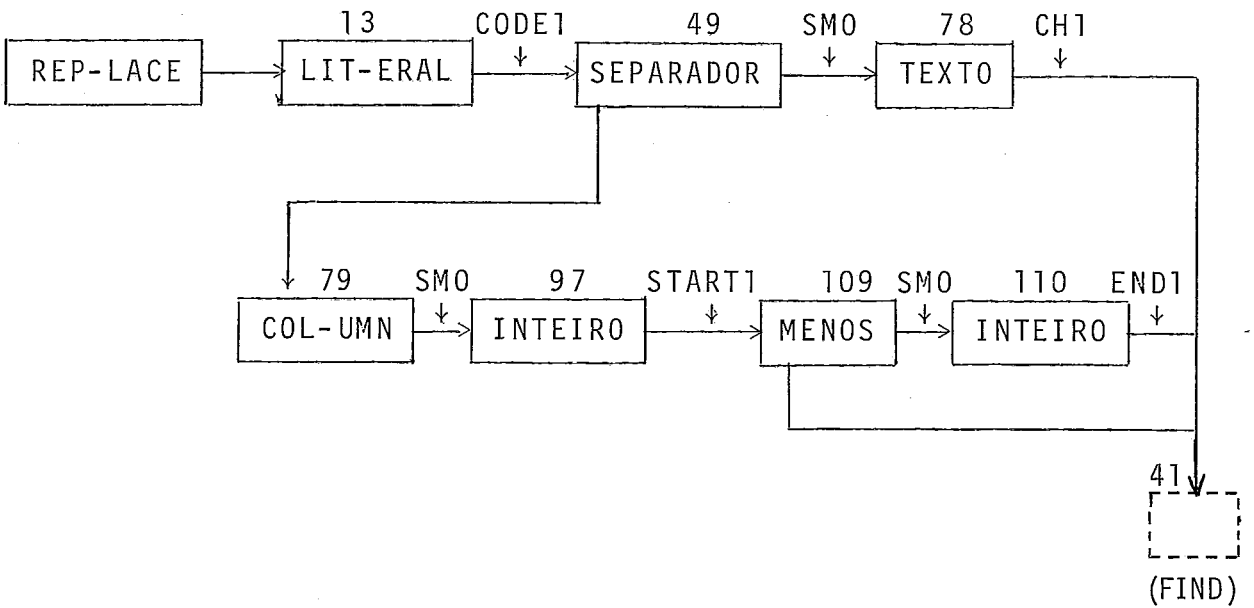 13 CODE1 49 SM0 78 CH1
REP-LACE LIT-ERAL SEPARADOR TEXTO
79 SM0 97 START1 109 SM0 110 END1
COL-UMN INTEIRO MENOS INTEIRO
41
(FIND)